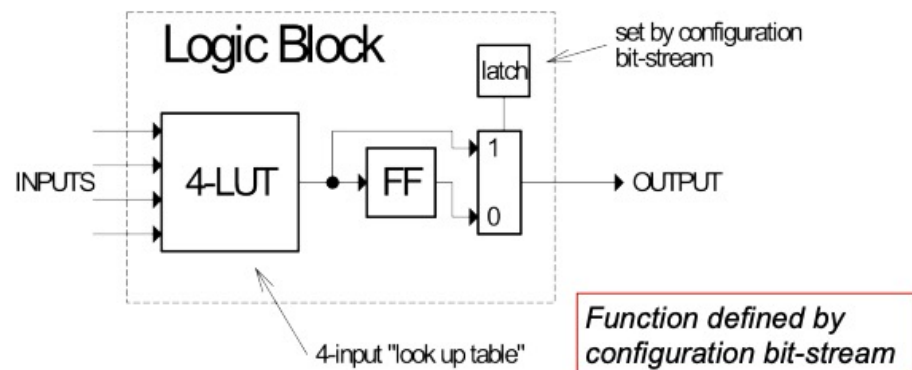 Logic Block
set by configuration
bit-stream
latch
INPUTS
4-LUT
FF
1
0
OUTPUT
4-input "look up table"
Function defined by
configuration bit-stream